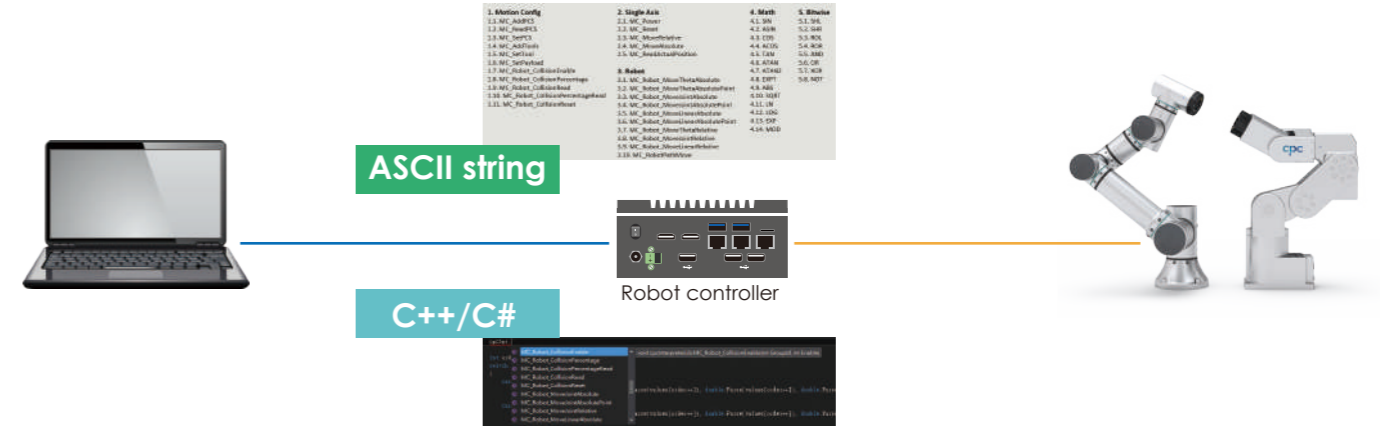 1. Motion Config
1.1. MC_AddPCS
1.2. MC_ReadPCS
1.3. MC_SetPCS
1.4. MC_AddTools
1.5. MC_SetTool
1.6. MC_SetPayload
1.7. MC_Robot_CollisionEnable
1.8. MC_Robot_CollisionPercentage
1.9. MC_Robot_CollisionRead
1.10. MC_Robot_CollisionPercentageRead
1.11. MC_Robot_CollisionReset
2. Single Axis
2.1. MC_Power
2.2. MC_Reset
2.3. MC_MoveRelative
2.4. MC_MoveAbsolute
2.5. MC_ReadActualPosition
3. Robot
3.1. MC_Robot_MoveThetaAbsolute
3.2. MC_Robot_MoveThetaAbsolutePoint
3.3. MC_Robot_MoveJointAbsolute
3.4. MC_Robot_MoveJointAbsolutePoint
3.5. MC_Robot_MoveLinearAbsolute
3.6. MC_Robot_MoveLinearAbsolutePoint
3.7. MC_Robot_MoveThetaRelative
3.8. MC_Robot_MoveJointRelative
3.9. MC_Robot_MoveLinearRelative
3.10. MC_RobotPathMove
4. Math
4.1. SIN
4.2. ASIN
4.3. COS
4.4. ACOS
4.5. TAN
4.6. ATAN
4.7. ATAN2
4.8. EXPT
4.9. ABS
4.10. SQRT
4.11. LN
4.12. LOG
4.13. EXP
4.14. MOD
5. Bitwise
5.1. SHL
5.2. SHR
5.3. ROL
5.4. ROR
5.5. AND
5.6. OR
5.7. XOR
5.8. NOT
ASCII string
cpc
Robot controller
C++/C#
MC_Robot_CollisionEnable
MC_Robot_CollisionPercentage
MC_Robot_CollisionPercentageRead
MC_Robot_CollisionRead
MC_Robot_CollisionReset
MC_Robot_MoveJointAbsolute
MC_Robot_MoveJointAbsolutePoint
MC_Robot_MoveJointRelative
MC_Robot_MoveLinearAbsolute